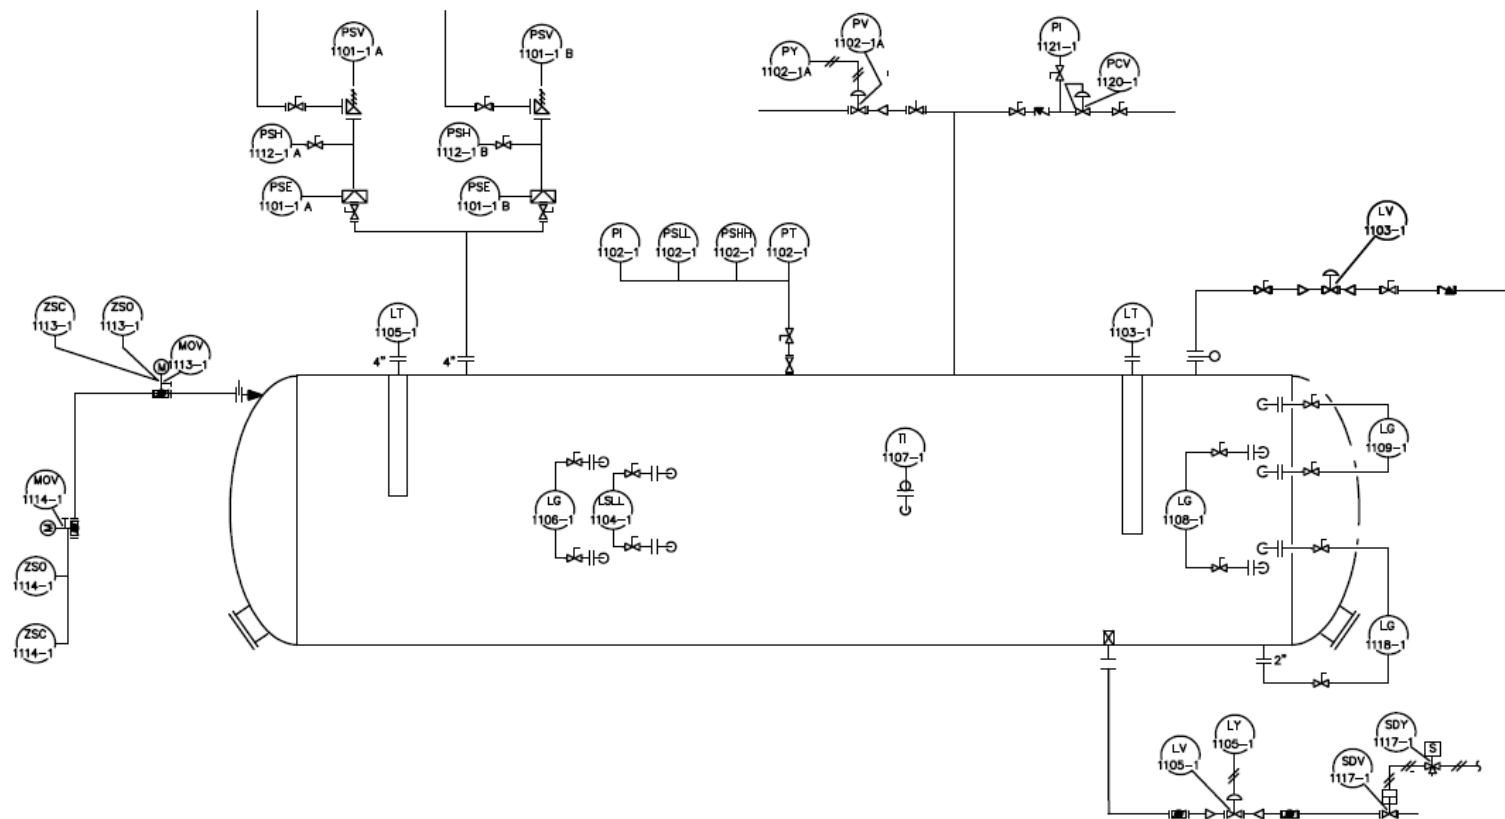 PSV
1101-1 A
PSV
1101-1 B
PY
1102-1A
PV
1102-1A
PI
1121-1
PCV
1120-1
PSH
1112-1 A
PSH
1112-1 B
PSE
1101-1 A
PSE
1101-1 B
PI
1102-1
PSLL
1102-1
PSHH
1102-1
PT
1102-1
LV
1103-1
ZSC
1113-1
ZSO
1113-1
MOV
1113-1
M
LT
1105-1
4"
4"
LT
1103-1
LG
1109-1
TI
1107-1
MOV
1114-1
M
LG
1106-1
LSLL
1104-1
LG
1108-1
ZSO
1114-1
ZSC
1114-1
LG
1118-1
2"
LV
1105-1
LY
1105-1
SDV
1117-1
SDY
1117-1
S